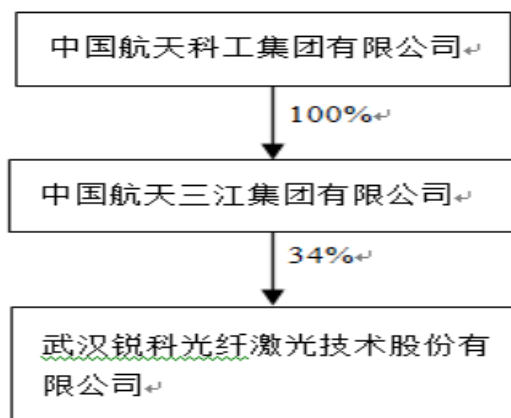 中国航天科工集团有限公司
100%
中国航天三江集团有限公司
34%
武汉锐科光纤激光技术股份有
限公司